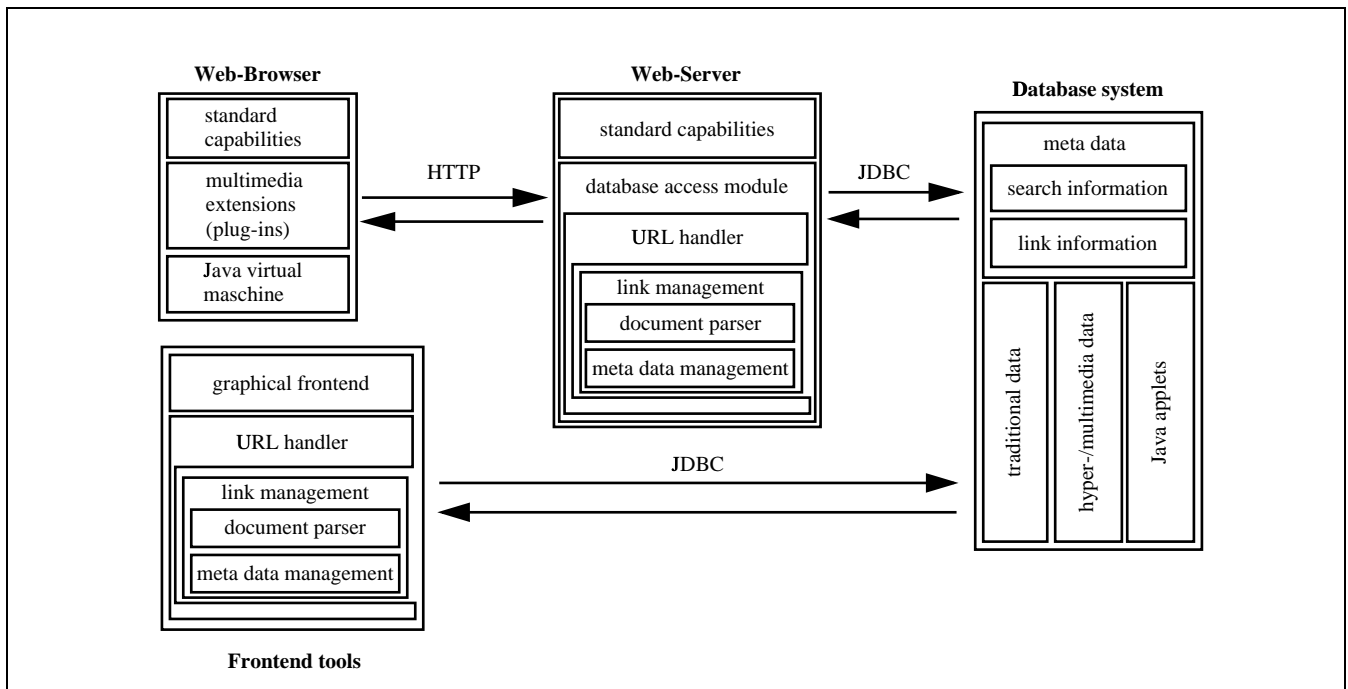 Web-Browser
standard
capabilities
multimedia
extensions
(plug-ins)
Java virtual
maschine
HTTP
Web-Server
standard capabilities
database access module
URL handler
link management
document parser
meta data management
JDBC
Database system
meta data
search information
link information
traditional data
hyper-/multimedia data
Java applets
graphical frontend
URL handler
link management
document parser
meta data management
Frontend tools
JDBC